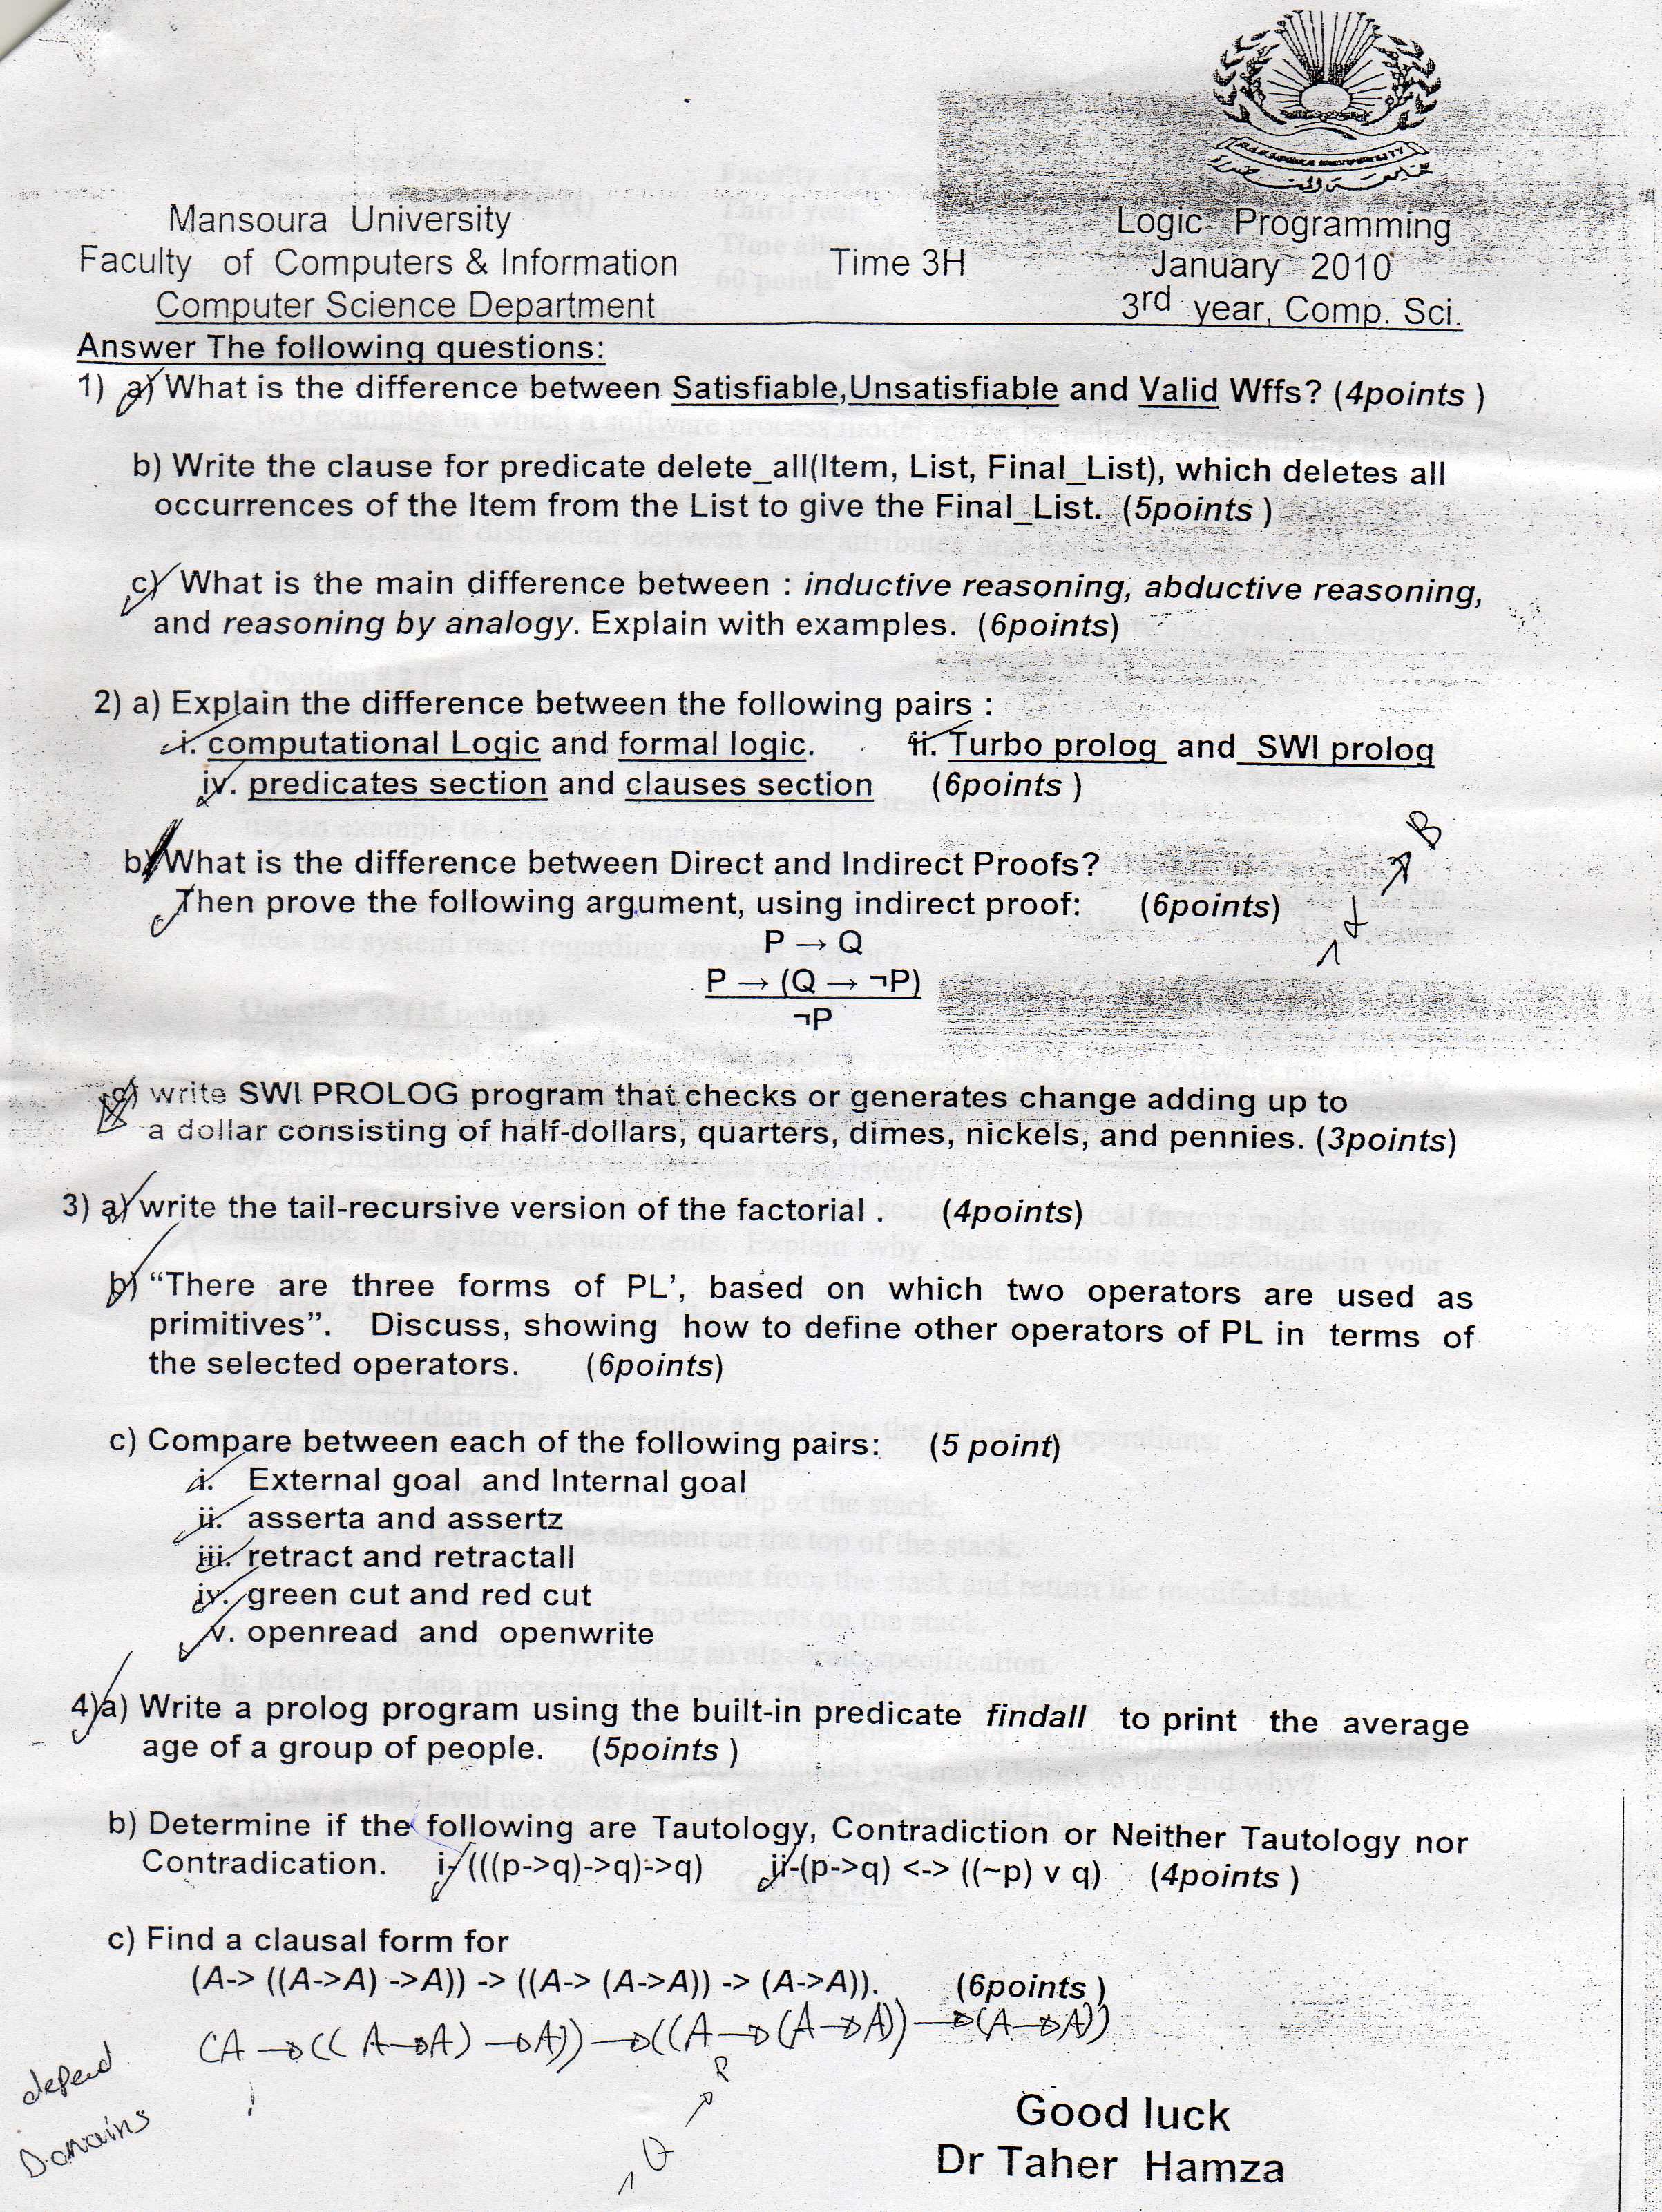 MANSOURA UNIVERSITY
Mansoura University
Faculty of Computers & Information
Computer Science Department
Time 3H
Logic Programming
January 2010
3rd year, Comp. Sci.
Answer The following questions:
1) a) What is the difference between Satisfiable,Unsatisfiable and Valid Wffs? (4points )
b) Write the clause for predicate delete_all(Item, List, Final_List), which deletes all
occurrences of the Item from the List to give the Final_List. (5points )
c) What is the main difference between : inductive reasoning, abductive reasoning,
and reasoning by analogy. Explain with examples. (6points)
2) a) Explain the difference between the following pairs :
i. computational Logic and formal logic. ii. Turbo prolog and SWI prolog
iv. predicates section and clauses section (6points )
b) What is the difference between Direct and Indirect Proofs?
Then prove the following argument, using indirect proof: (6points)
P → Q
P → (Q → ¬P)
¬P
c) write SWI PROLOG program that checks or generates change adding up to
a dollar consisting of half-dollars, quarters, dimes, nickels, and pennies. (3points)
3) a) write the tail-recursive version of the factorial . (4points)
b) “There are three forms of PL’, based on which two operators are used as
primitives”. Discuss, showing how to define other operators of PL in terms of
the selected operators. (6points)
c) Compare between each of the following pairs: (5 point)
i. External goal and Internal goal
ii. asserta and assertz
iii. retract and retractall
iv. green cut and red cut
v. openread and openwrite
4)a) Write a prolog program using the built-in predicate findall to print the average
age of a group of people. (5points )
b) Determine if the following are Tautology, Contradiction or Neither Tautology nor
Contradication. i-(((p->q)->q)->q) ii-(p->q) <-> ((~p) v q) (4points )
c) Find a clausal form for
(A-> ((A->A) ->A)) -> ((A-> (A->A)) -> (A->A)). (6points )
(A → ((A→A) →A)) → ((A→(A→A)) →(A→A))
depend
Domains
Good luck
Dr Taher Hamza